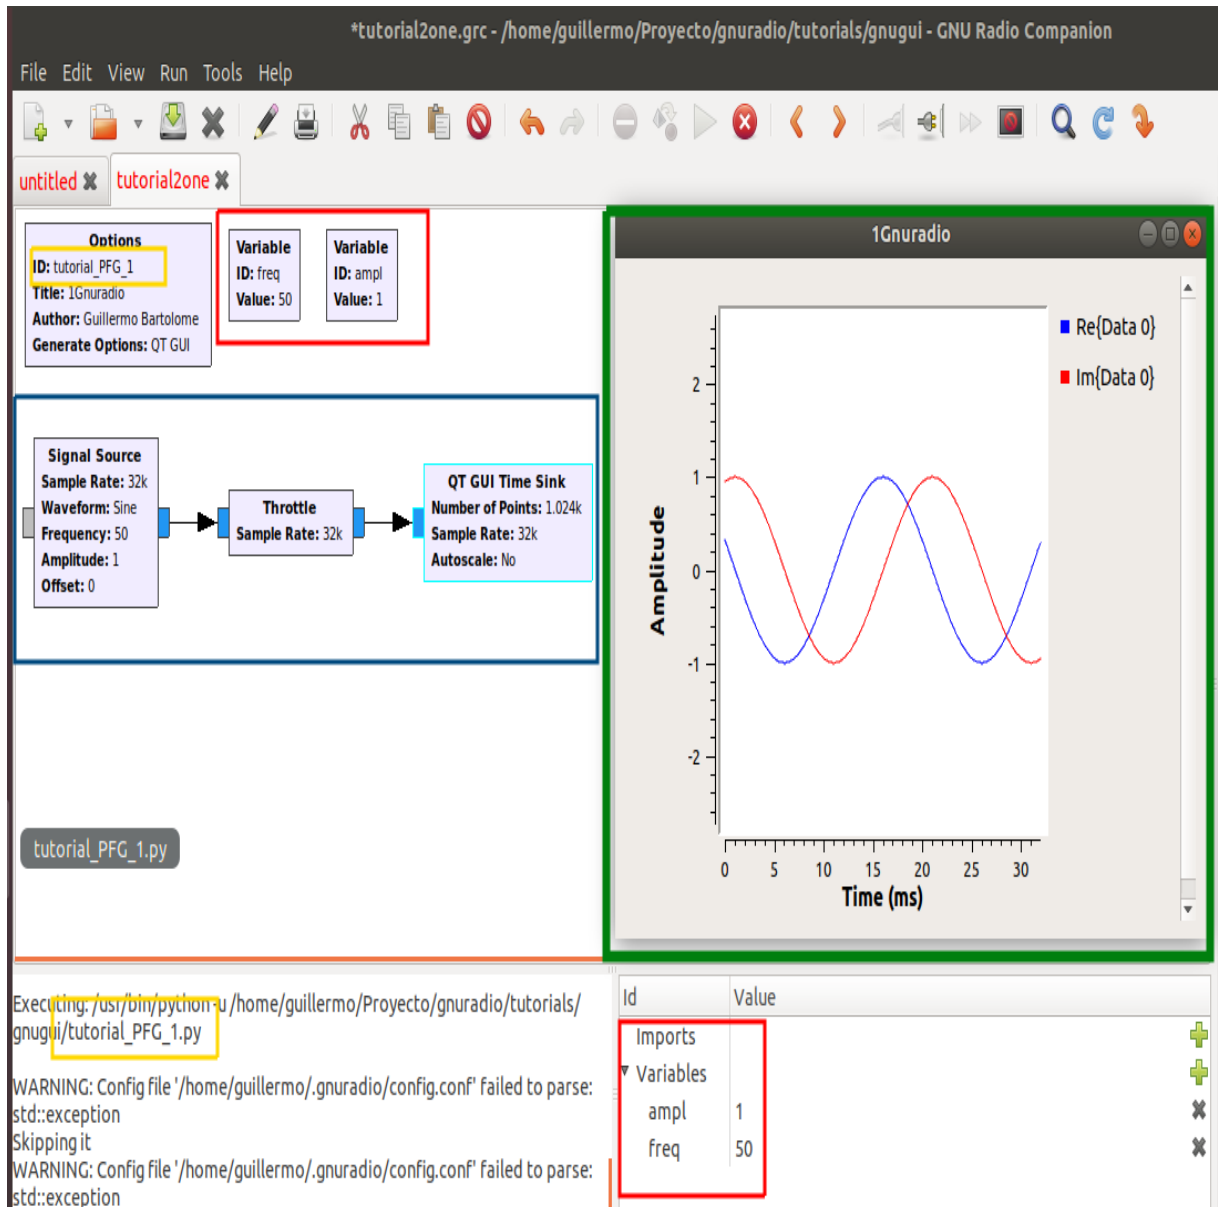 *tutorial2one.grc - /home/guillermo/Proyecto/gnuradio/tutorials/gnugui - GNU Radio Companion
File Edit View Run Tools Help
untitled tutorial2one
Options
ID: tutorial_PFG_1
Title: 1Gnuradio
Author: Guillermo Bartolome
Generate Options: QT GUI
Variable
ID: freq
Value: 50
Variable
ID: ampl
Value: 1
Signal Source
Sample Rate: 32k
Waveform: Sine
Frequency: 50
Amplitude: 1
Offset: 0
Throttle
Sample Rate: 32k
QT GUI Time Sink
Number of Points: 1.024k
Sample Rate: 32k
Autoscale: No
tutorial_PFG_1.py
1Gnuradio
Re{Data 0}
Im{Data 0}
Amplitude
2
1
0
-1
-2
0 5 10 15 20 25 30
Time (ms)
Executing: /usr/bin/python -u /home/guillermo/Proyecto/gnuradio/tutorials/
gnugui/tutorial_PFG_1.py
WARNING: Config file '/home/guillermo/.gnuradio/config.conf' failed to parse:
std::exception
Skipping it
WARNING: Config file '/home/guillermo/.gnuradio/config.conf' failed to parse:
std::exception
Id Value
Imports
Variables
ampl 1
freq 50